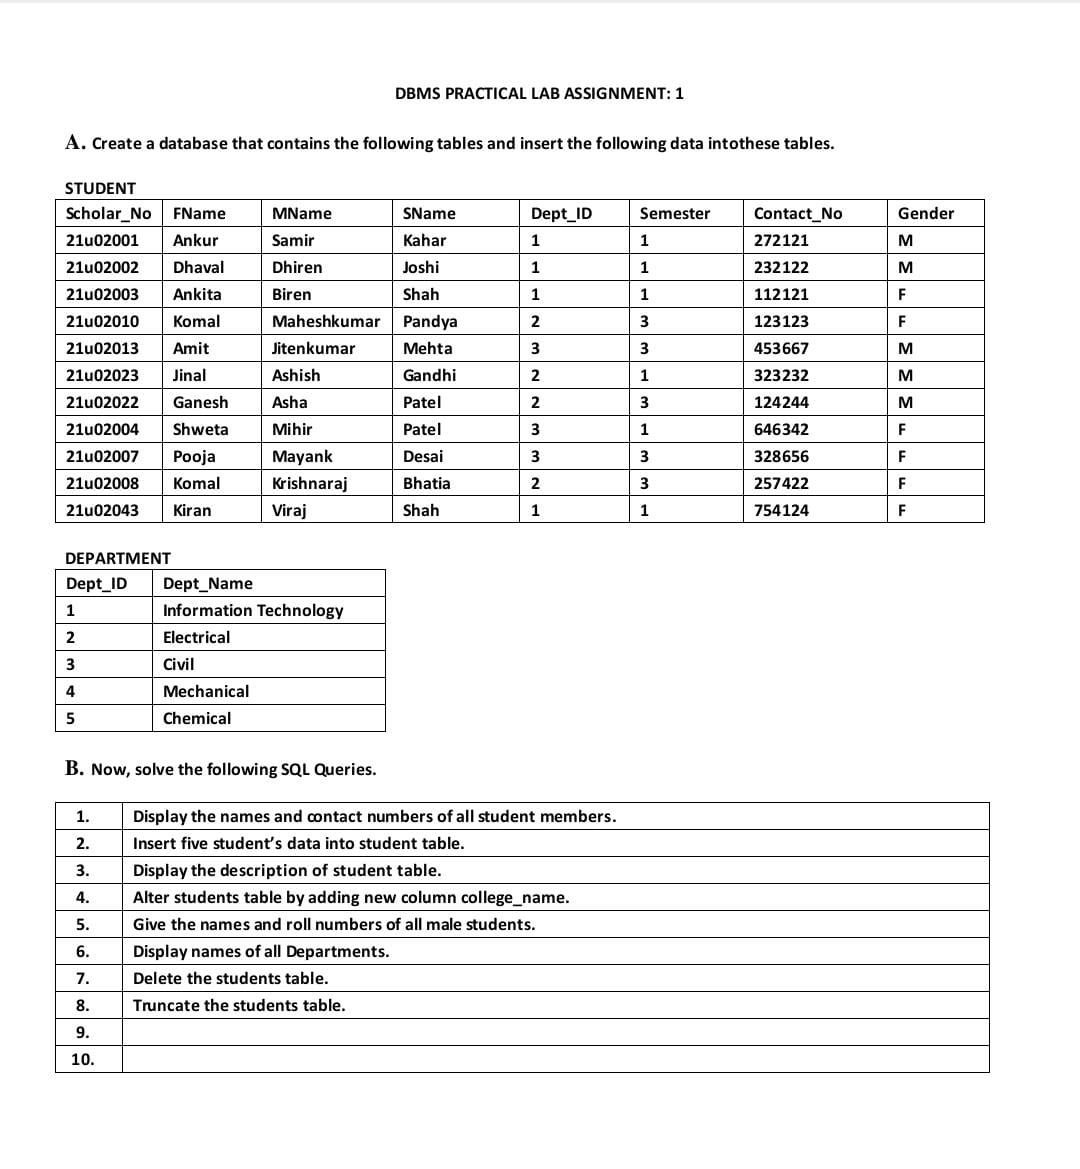 DBMS PRACTICAL LAB ASSIGNMENT: 1
A. Create a database that contains the following tables and insert the following data intothese tables.
STUDENT
Scholar_No FName MName SName Dept_ID Semester Contact_No Gender
21u02001 Ankur Samir Kahar 1 1 272121 M
21u02002 Dhaval Dhiren Joshi 1 1 232122 M
21u02003 Ankita Biren Shah 1 1 112121 F
21u02010 Komal Maheshkumar Pandya 2 3 123123 F
21u02013 Amit Jitenkumar Mehta 3 3 453667 M
21u02023 Jinal Ashish Gandhi 2 1 323232 M
21u02022 Ganesh Asha Patel 2 3 124244 M
21u02004 Shweta Mihir Patel 3 1 646342 F
21u02007 Pooja Mayank Desai 3 3 328656 F
21u02008 Komal Krishnaraj Bhatia 2 3 257422 F
21u02043 Kiran Viraj Shah 1 1 754124 F
DEPARTMENT
Dept_ID Dept_Name
1 Information Technology
2 Electrical
3 Civil
4 Mechanical
5 Chemical
B. Now, solve the following SQL Queries.
1. Display the names and contact numbers of all student members.
2. Insert five student’s data into student table.
3. Display the description of student table.
4. Alter students table by adding new column college_name.
5. Give the names and roll numbers of all male students.
6. Display names of all Departments.
7. Delete the students table.
8. Truncate the students table.
9.
10.